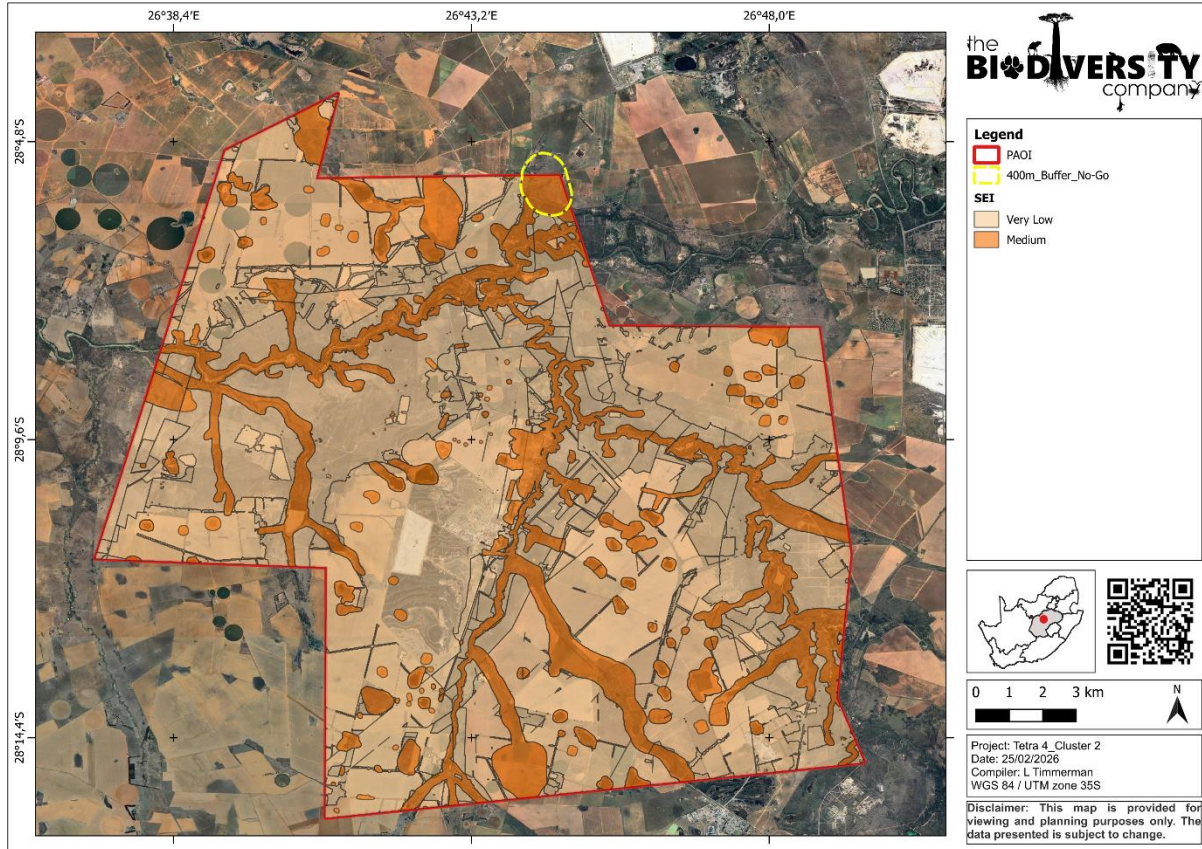 26°38,4'E 26°43,2'E 26°48,0'E
28°4,8'S
28°9,6'S
28°14,4'S
the
BIODIVERSITY
company
Legend
PAOI
400m_Buffer_No-Go
SEI
Very Low
Medium
0 1 2 3 km
N
Project: Tetra 4_Cluster 2
Date: 25/02/2026
Compiler: L Timmerman
WGS 84 / UTM zone 35S
Disclaimer: This map is provided for
viewing and planning purposes only. The
data presented is subject to change.